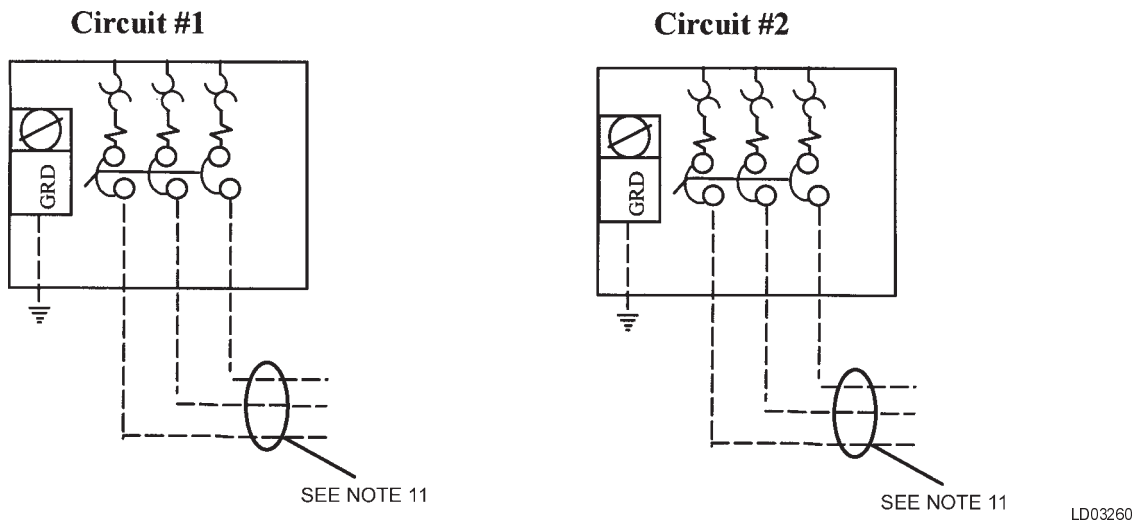 Circuit #1
Circuit #2
GRD
GRD
SEE NOTE 11
SEE NOTE 11
LD03260